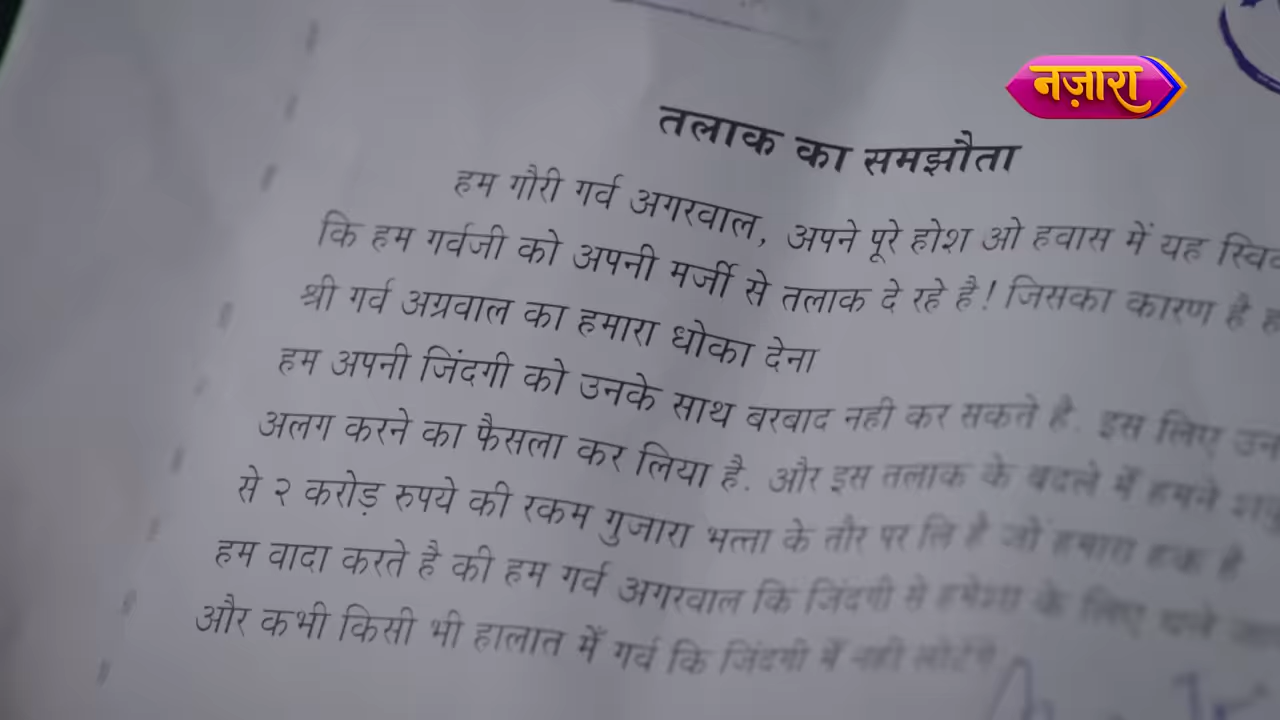 नज़ारा
तलाक का समझौता
हम गौरी गर्व अगरवाल, अपने पूरे होश ओ हवास में यह
कि हम गर्वजी को अपनी मर्जी से तलाक दे रहे है! जिसका कारण है
श्री गर्व अग्रवाल का हमारा धोका देना
हम अपनी जिंदगी को उनके साथ बरबाद नही कर सकते है. इस लिए
अलग करने का फैसला कर लिया है. और इस तलाक के बदले में हमने
से २ करोड़ रुपये की रकम गुजारा भत्ता के तौर पर लि है जो हमारा हक है
हम वादा करते है की हम गर्व अगरवाल कि जिंदगी से हमेशा के लिए चले
और कभी किसी भी हालात में गर्व कि जिंदगी में नही लोटेंगे